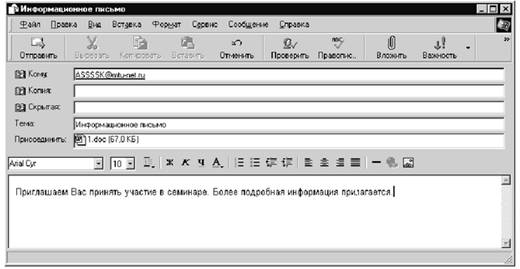 Информационное письмо
Файл Правка Вид Вставка Формат Сервис Сообщение Справка
Отправить Вырезать Копировать Вставить Отменить Проверить Правопис... Вложить Важность »
Кому: ASSSSK@mtu-net.ru
Копия:
Скрытая:
Тема: Информационное письмо
Присоединить: 1.doc (67,0 КБ)
Arial Cyr 10 Ж К Ч А
Приглашаем Вас принять участие в семинаре. Более подробная информация прилагается.